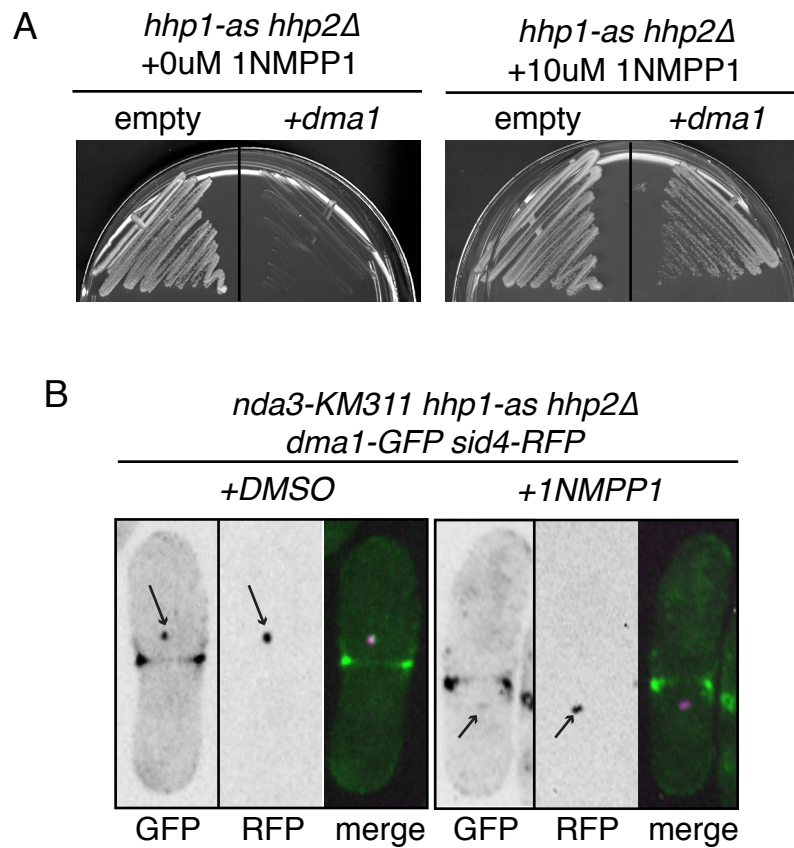 A
hhp1-as hhp2Δ
+0uM 1NMPP1
hhp1-as hhp2Δ
+10uM 1NMPP1
empty
+dma1
empty
+dma1
B
nda3-KM311 hhp1-as hhp2Δ
dma1-GFP sid4-RFP
+DMSO
+1NMPP1
GFP
RFP
merge
GFP
RFP
merge